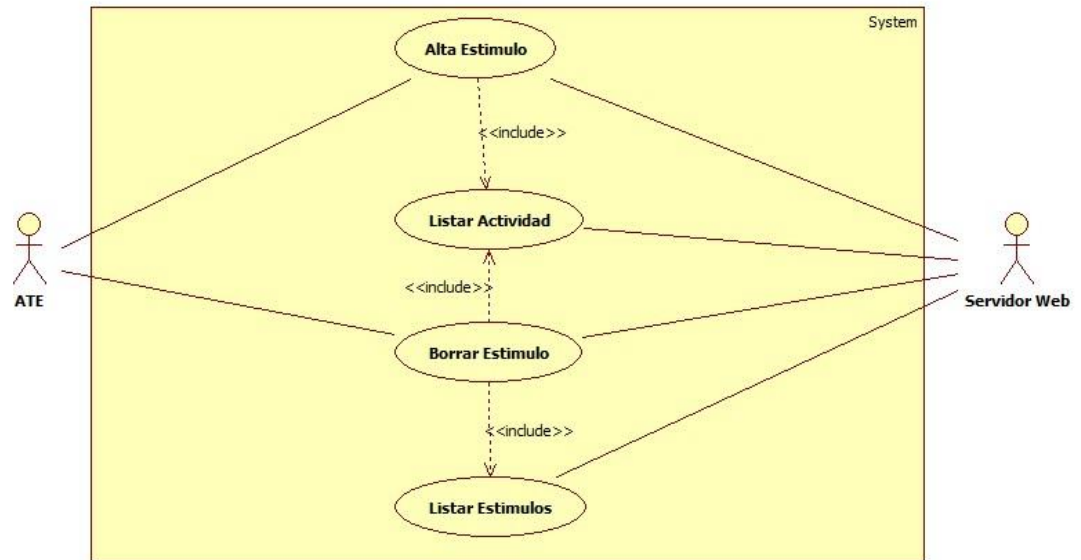 System
Alta Estimulo
<<include>>
Listar Actividad
ATE
Servidor Web
<<include>>
Borrar Estimulo
<<include>>
Listar Estimulos